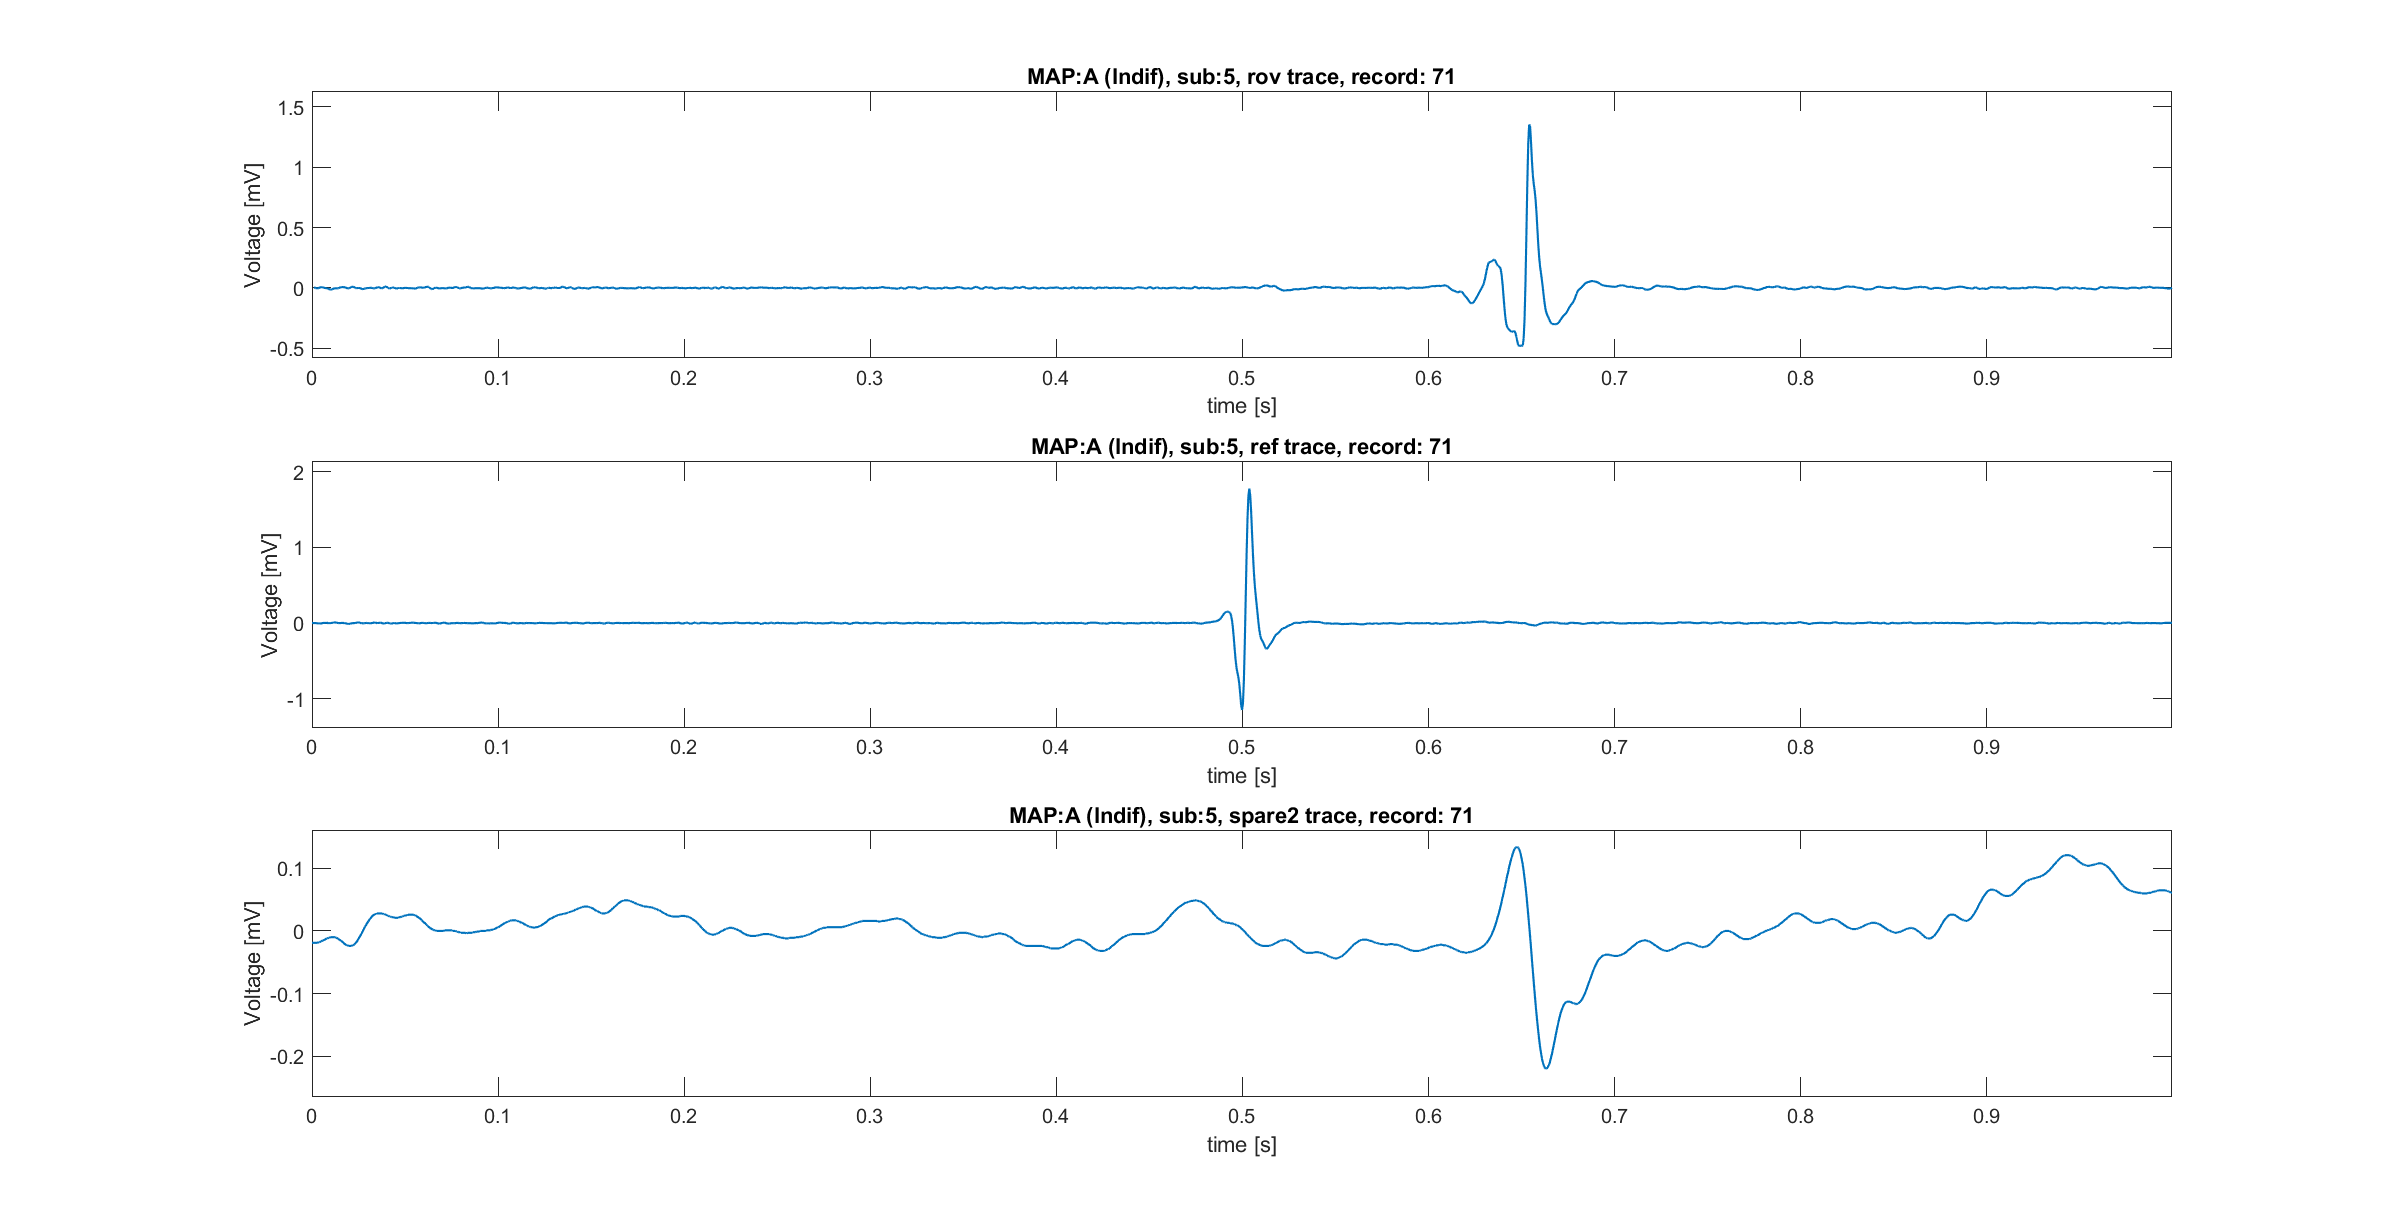 MAP:A (Indif), sub:5, rov trace, record: 71
Voltage [mV]
1.5
1
0.5
0
-0.5
0 0.1 0.2 0.3 0.4 0.5 0.6 0.7 0.8 0.9
time [s]
MAP:A (Indif), sub:5, ref trace, record: 71
Voltage [mV]
2
1
0
-1
0 0.1 0.2 0.3 0.4 0.5 0.6 0.7 0.8 0.9
time [s]
MAP:A (Indif), sub:5, spare2 trace, record: 71
Voltage [mV]
0.1
0
-0.1
-0.2
0 0.1 0.2 0.3 0.4 0.5 0.6 0.7 0.8 0.9
time [s]